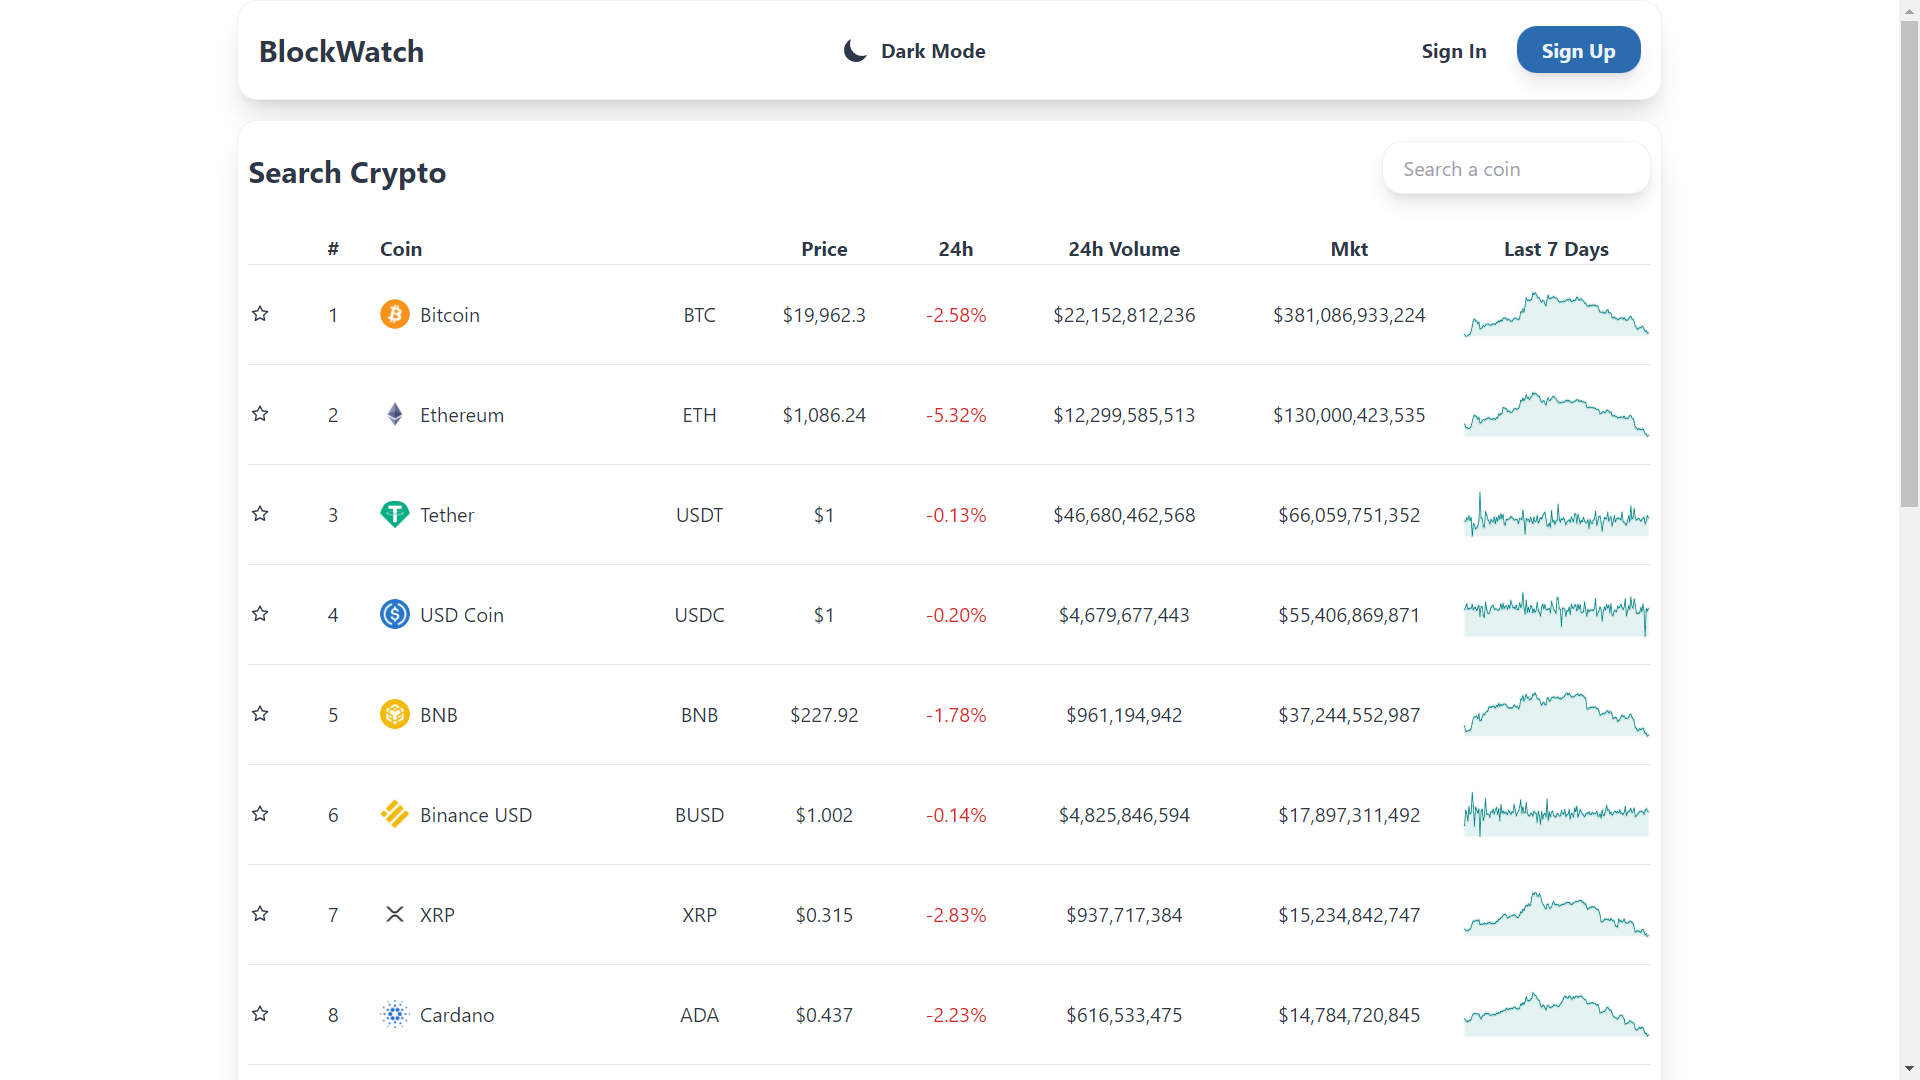 BlockWatch Dark Mode Sign In Sign Up
Search Crypto Search a coin
# Coin Price 24h 24h Volume Mkt Last 7 Days
1 Bitcoin BTC $19,962.3 -2.58% $22,152,812,236 $381,086,933,224
2 Ethereum ETH $1,086.24 -5.32% $12,299,585,513 $130,000,423,535
3 Tether USDT $1 -0.13% $46,680,462,568 $66,059,751,352
4 USD Coin USDC $1 -0.20% $4,679,677,443 $55,406,869,871
5 BNB BNB $227.92 -1.78% $961,194,942 $37,244,552,987
6 Binance USD BUSD $1.002 -0.14% $4,825,846,594 $17,897,311,492
7 XRP XRP $0.315 -2.83% $937,717,384 $15,234,842,747
8 Cardano ADA $0.437 -2.23% $616,533,475 $14,784,720,845